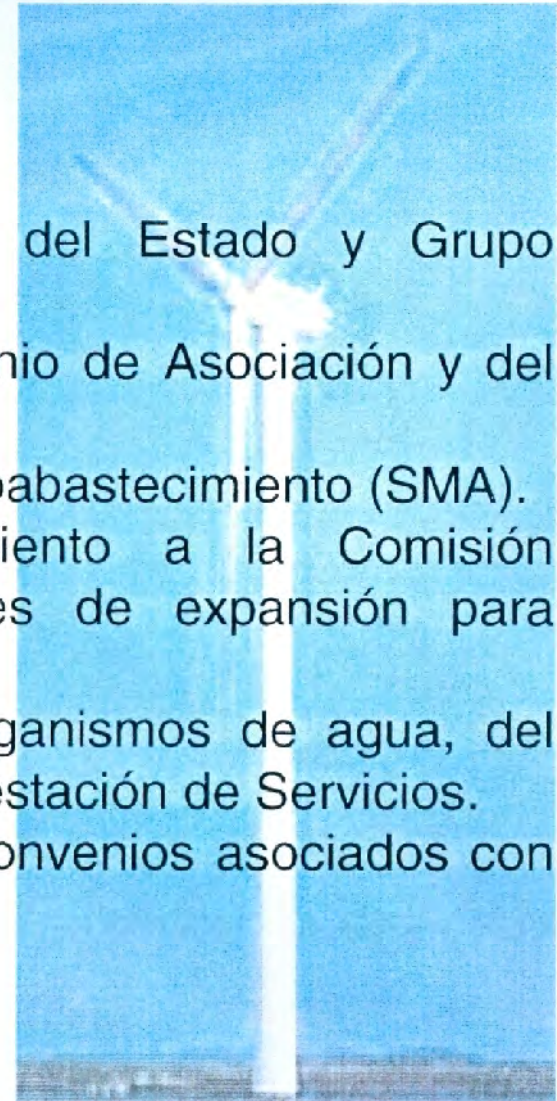 del Estado y Grupo
nio de Asociación y del
oabastecimiento (SMA).
iento a la Comisión
es de expansión para
ganismos de agua, del
estación de Servicios.
onvenios asociados con